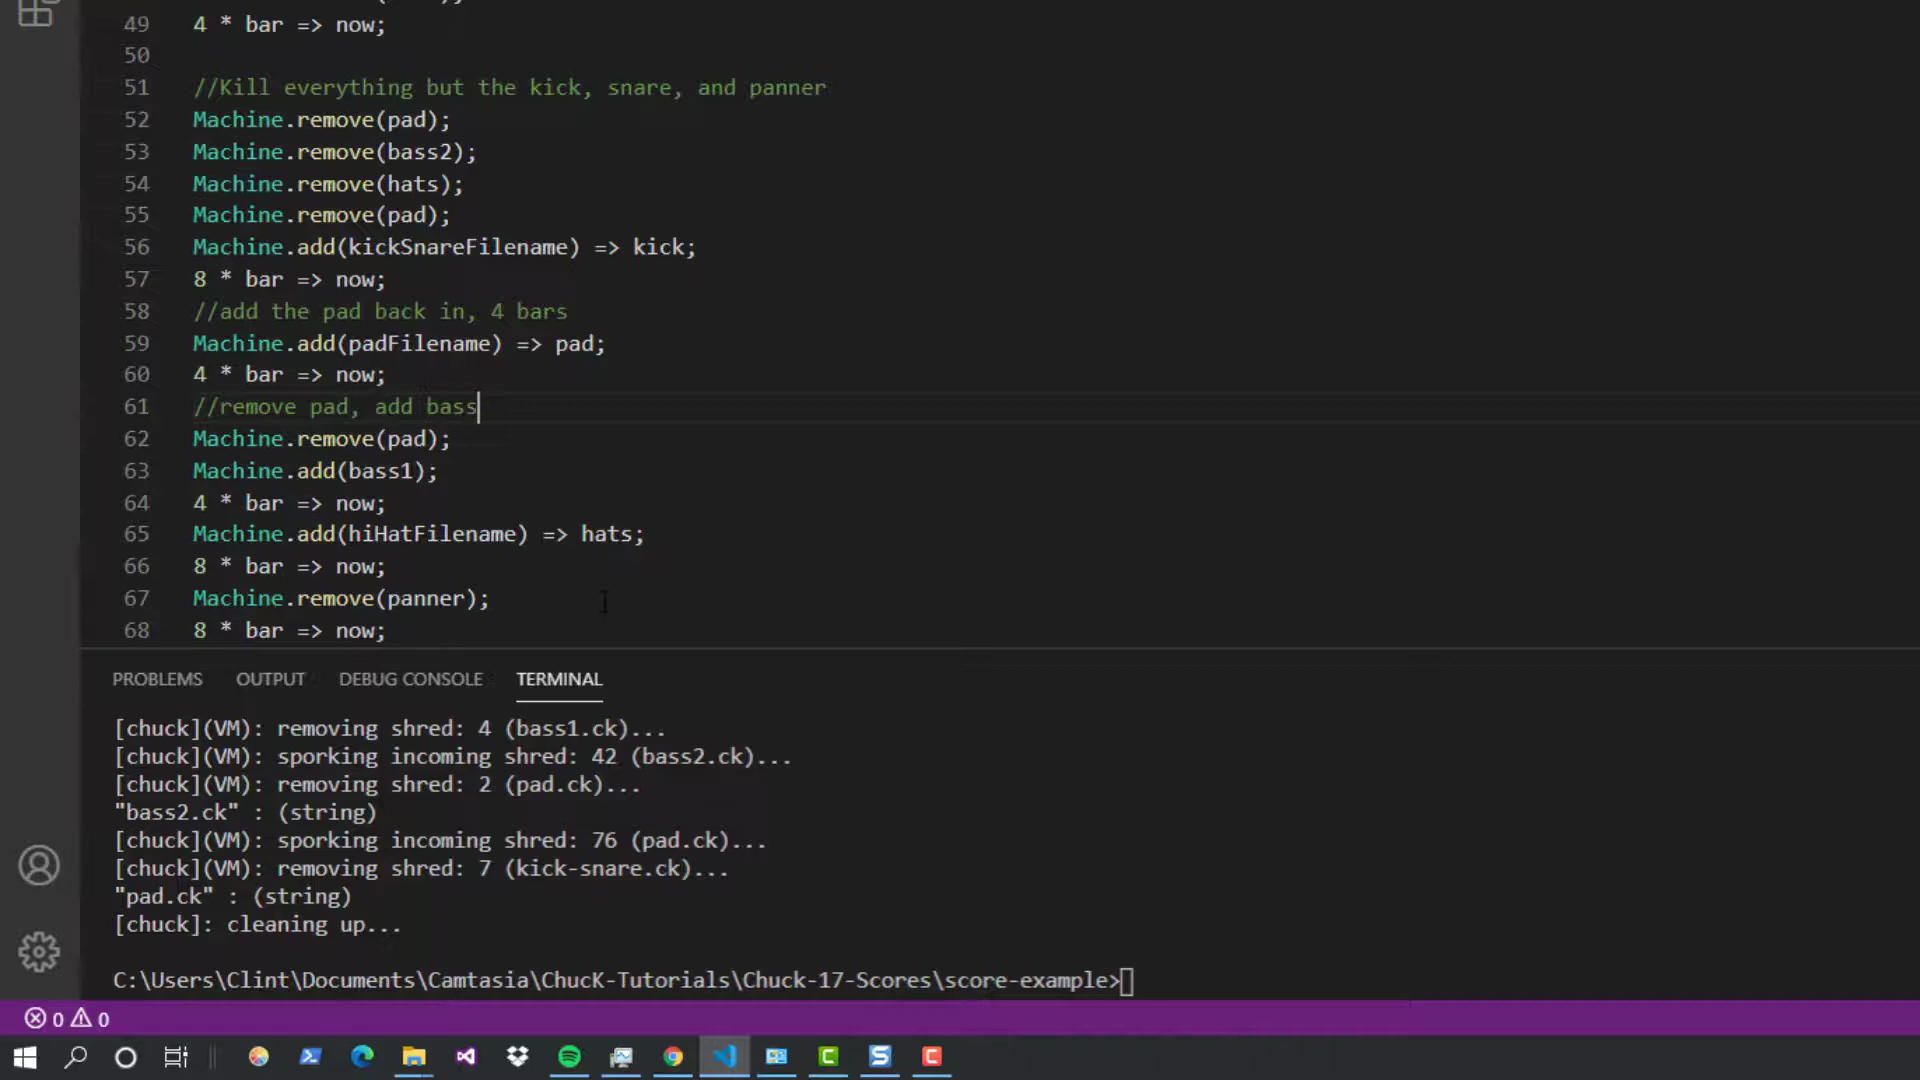 49 4 * bar => now;
50
51 //Kill everything but the kick, snare, and panner
52 Machine.remove(pad);
53 Machine.remove(bass2);
54 Machine.remove(hats);
55 Machine.remove(pad);
56 Machine.add(kickSnareFilename) => kick;
57 8 * bar => now;
58 //add the pad back in, 4 bars
59 Machine.add(padFilename) => pad;
60 4 * bar => now;
61 //remove pad, add bass
62 Machine.remove(pad);
63 Machine.add(bass1);
64 4 * bar => now;
65 Machine.add(hiHatFilename) => hats;
66 8 * bar => now;
67 Machine.remove(panner);
68 8 * bar => now;
PROBLEMS OUTPUT DEBUG CONSOLE TERMINAL
[chuck](VM): removing shred: 4 (bass1.ck)...
[chuck](VM): sporking incoming shred: 42 (bass2.ck)...
[chuck](VM): removing shred: 2 (pad.ck)...
"bass2.ck" : (string)
[chuck](VM): sporking incoming shred: 76 (pad.ck)...
[chuck](VM): removing shred: 7 (kick-snare.ck)...
"pad.ck" : (string)
[chuck]: cleaning up...
C:\Users\Clint\Documents\Camtasia\ChucK-Tutorials\Chuck-17-Scores\score-example>
0 0